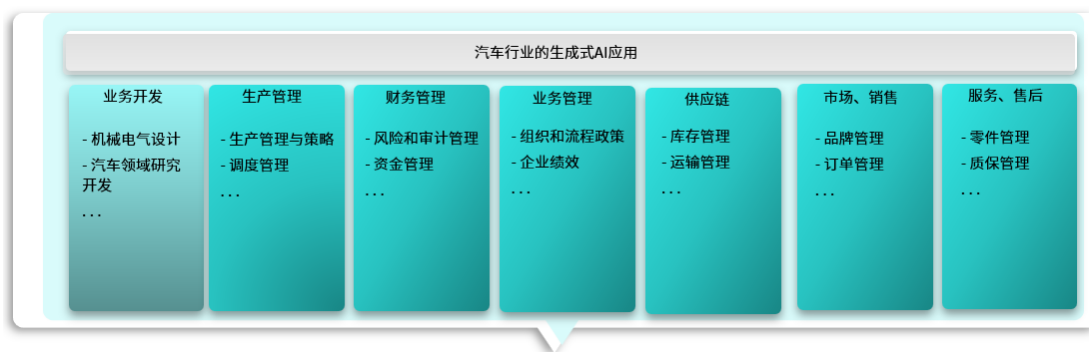 汽车行业的生成式AI应用
业务开发
- 机械电气设计
- 汽车领域研究
开发
...
生产管理
- 生产管理与策略
- 调度管理
...
财务管理
- 风险和审计管理
- 资金管理
...
业务管理
- 组织和流程政策
- 企业绩效
...
供应链
- 库存管理
- 运输管理
...
市场、销售
- 品牌管理
- 订单管理
...
服务、售后
- 零件管理
- 质保管理
...